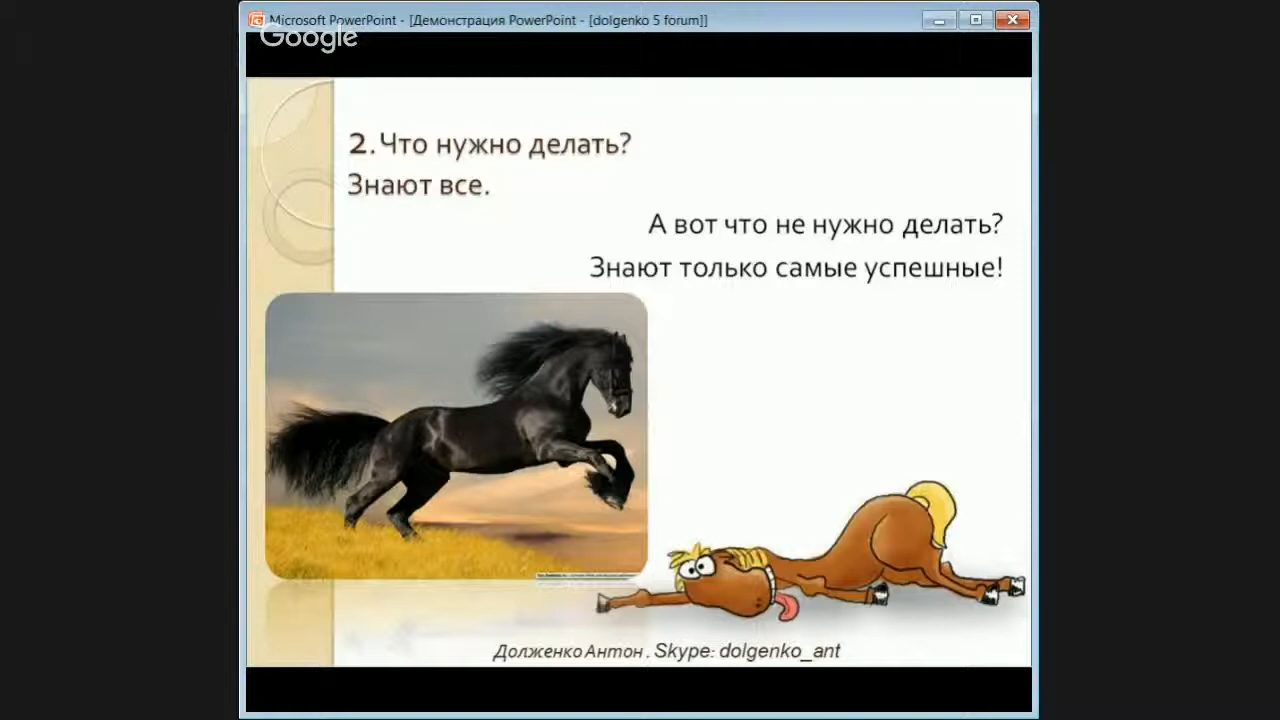 Microsoft PowerPoint - [Демонстрация PowerPoint - [dolgenko 5 forum]]
Google
2. Что нужно делать?
Знают все.
А вот что не нужно делать?
Знают только самые успешные!
Долженко Антон . Skype: dolgenko_ant